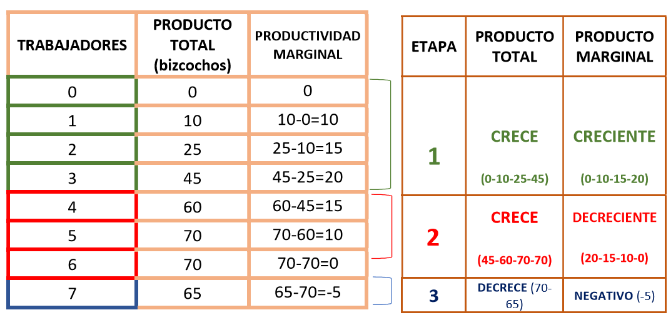 TRABAJADORES PRODUCTO TOTAL (bizcochos) PRODUCTIVIDAD MARGINAL
0 0 0
1 10 10-0=10
2 25 25-10=15
3 45 45-25=20
4 60 60-45=15
5 70 70-60=10
6 70 70-70=0
7 65 65-70=-5
ETAPA PRODUCTO TOTAL PRODUCTO MARGINAL
1 CRECE CRECIENTE
(0-10-25-45) (0-10-15-20)
2 CRECE DECRECIENTE
(45-60-70-70) (20-15-10-0)
3 DECRECE (70-65) NEGATIVO (-5)